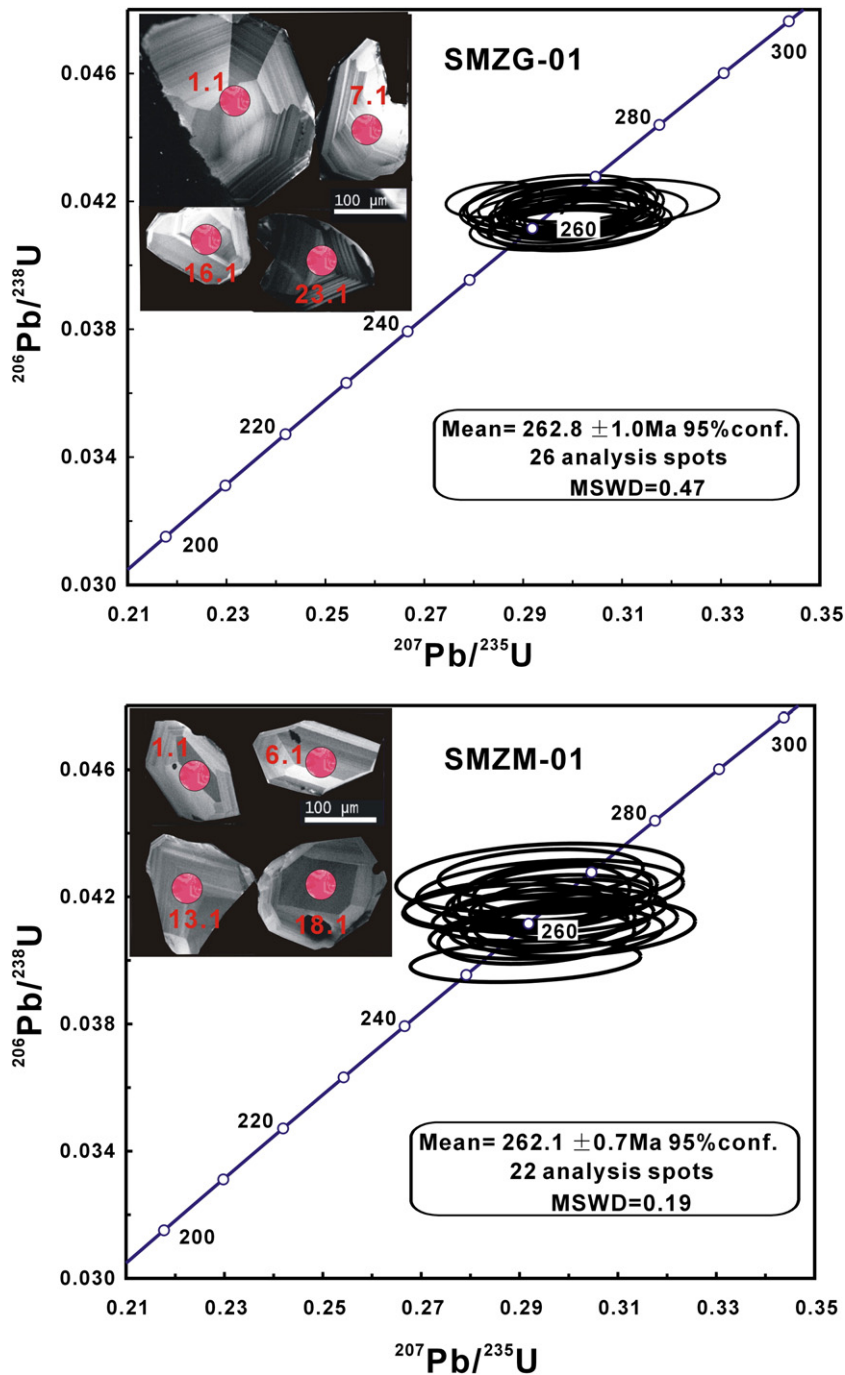 SMZG-01
1.1
7.1
100 µm
16.1
23.1
300
280
260
240
220
200
0.046
0.042
0.038
0.034
0.030
²⁰⁶Pb/²³⁸U
Mean= 262.8 ±1.0Ma 95%conf.
26 analysis spots
MSWD=0.47
0.21 0.23 0.25 0.27 0.29 0.31 0.33 0.35
²⁰⁷Pb/²³⁵U
SMZM-01
1.1
6.1
100 µm
13.1
18.1
300
280
260
240
220
200
0.046
0.042
0.038
0.034
0.030
²⁰⁶Pb/²³⁸U
Mean= 262.1 ±0.7Ma 95%conf.
22 analysis spots
MSWD=0.19
0.21 0.23 0.25 0.27 0.29 0.31 0.33 0.35
²⁰⁷Pb/²³⁵U